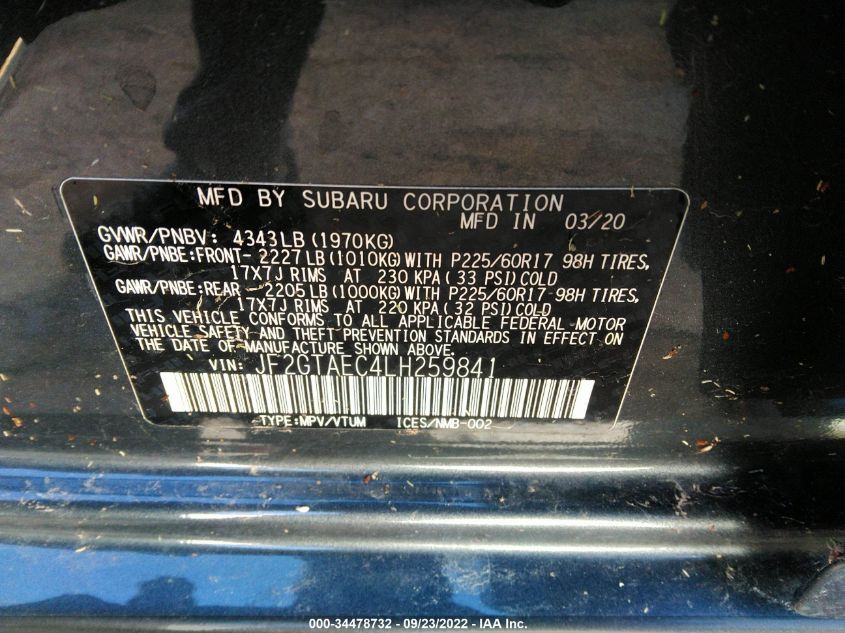 MFD BY SUBARU CORPORATION
MFD IN 03/20
GVWR/PNBV: 4343LB (1970KG)
GAWR/PNBE:FRONT- 2227 LB (1010KG) WITH P225/60R17 98H TIRES,
17X7J RIMS AT 230 KPA (33 PSI) COLD
GAWR/PNBE:REAR - 2205 LB (1000KG) WITH P225/60R17 98H TIRES,
17X7J RIMS AT 220 KPA (32 PSI) COLD
THIS VEHICLE CONFORMS TO ALL APPLICABLE FEDERAL MOTOR
VEHICLE SAFETY AND THEFT PREVENTION STANDARDS IN EFFECT ON
THE DATE OF MANUFACTURE SHOWN ABOVE.
VIN: JF2GTAEC4LH259841
TYPE:MPV/VTUM ICES/NMB-002
000-34478732 - 09/23/2022 - IAA Inc.